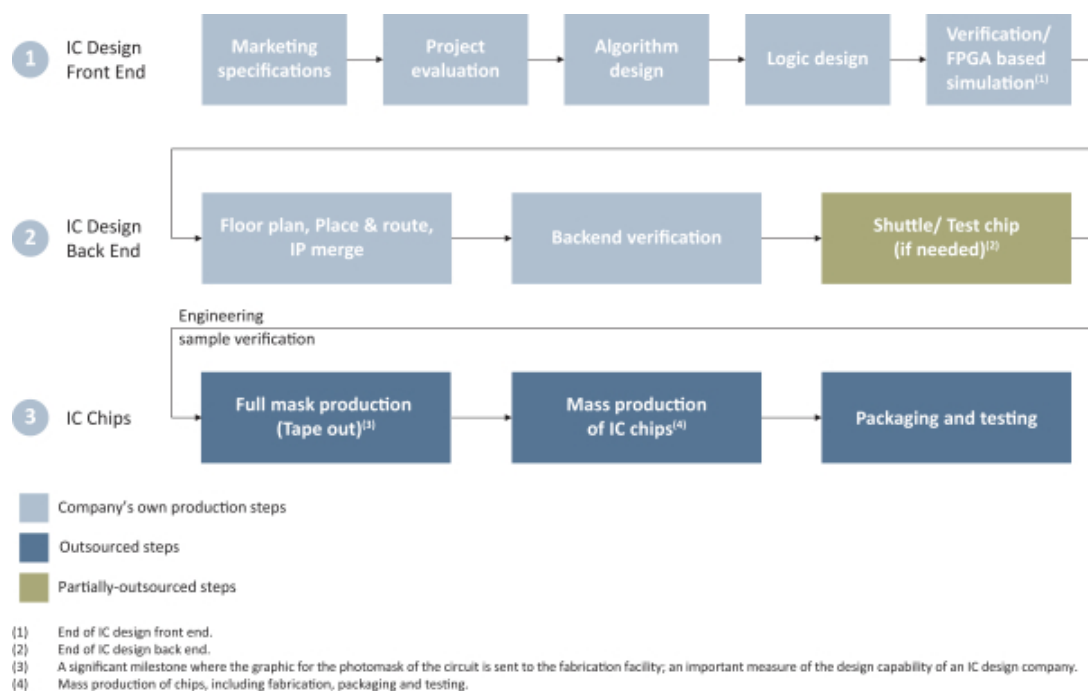 1
IC Design
Front End
Marketing
specifications
Project
evaluation
Algorithm
design
Logic design
Verification/
FPGA based
simulation(1)
2
IC Design
Back End
Floor plan, Place & route,
IP merge
Backend verification
Shuttle/ Test chip
(if needed)(2)
Engineering
sample verification
3
IC Chips
Full mask production
(Tape out)(3)
Mass production
of IC chips(4)
Packaging and testing
Company's own production steps
Outsourced steps
Partially-outsourced steps
(1) End of IC design front end.
(2) End of IC design back end.
(3) A significant milestone where the graphic for the photomask of the circuit is sent to the fabrication facility; an important measure of the design capability of an IC design company.
(4) Mass production of chips, including fabrication, packaging and testing.